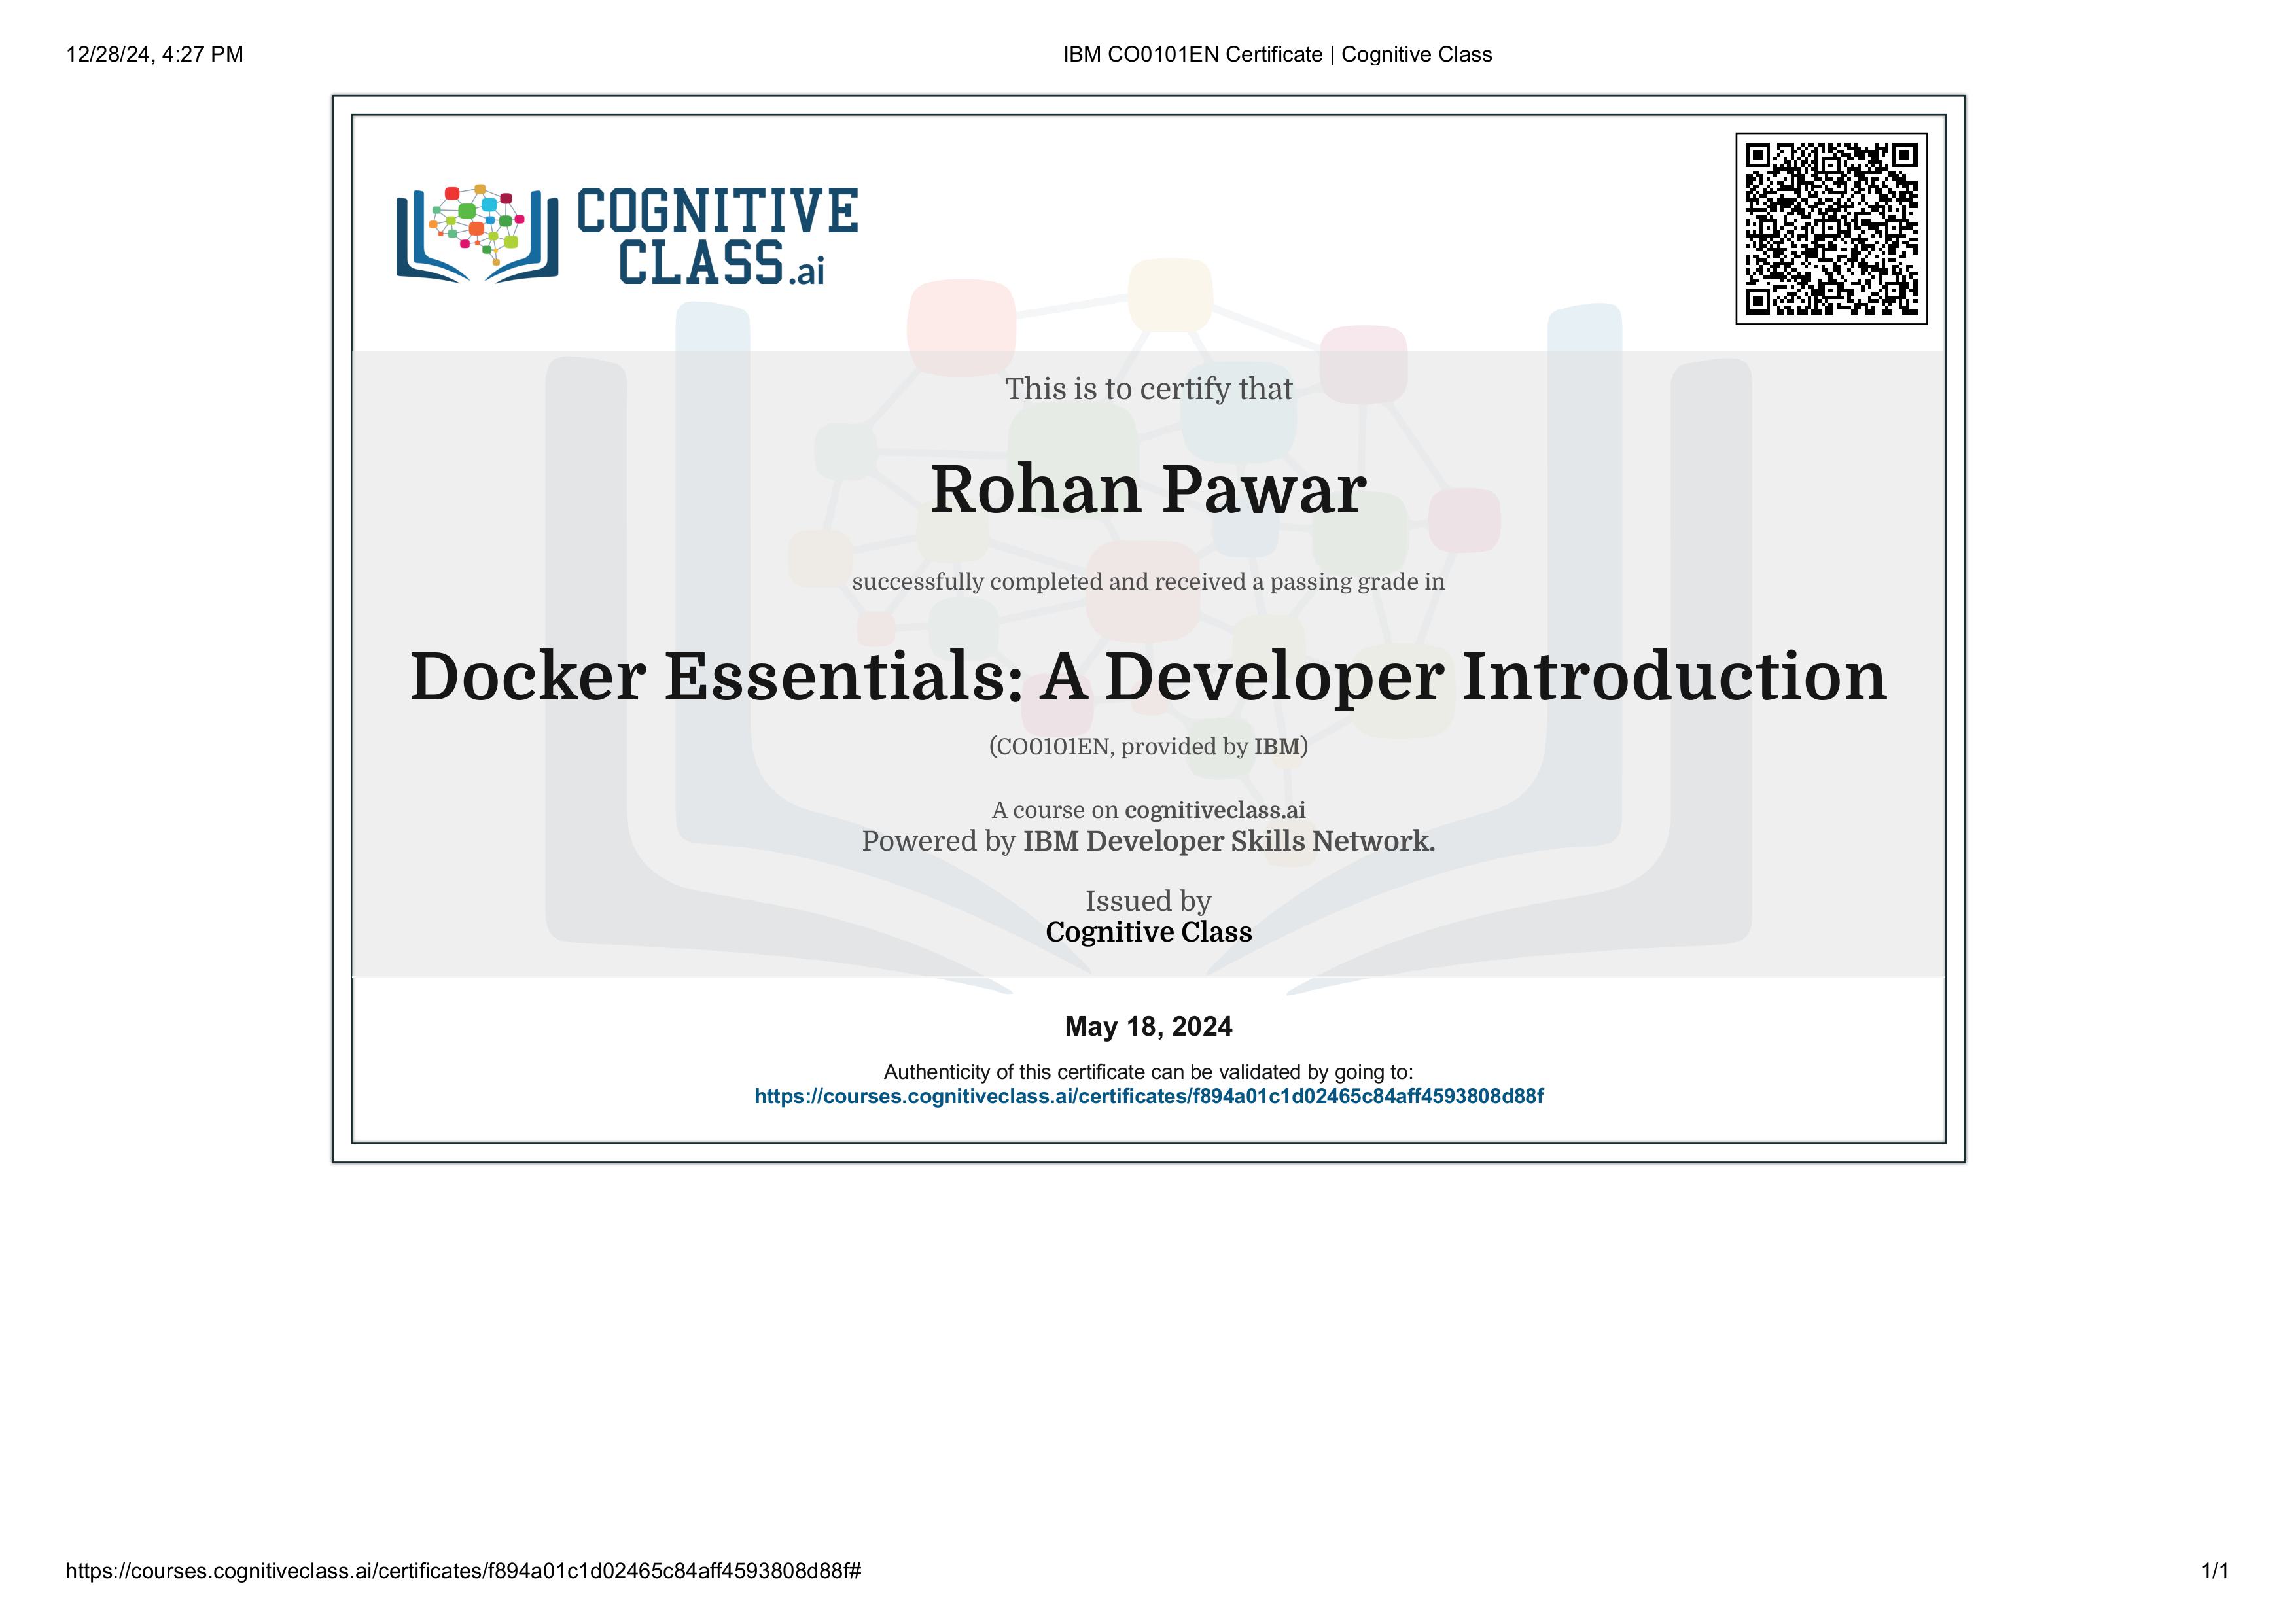 12/28/24, 4:27 PM
IBM CO0101EN Certificate | Cognitive Class
COGNITIVE
CLASS.ai
This is to certify that
Rohan Pawar
successfully completed and received a passing grade in
Docker Essentials: A Developer Introduction
(CO0101EN, provided by IBM)
A course on cognitiveclass.ai
Powered by IBM Developer Skills Network.
Issued by
Cognitive Class
May 18, 2024
Authenticity of this certificate can be validated by going to:
https://courses.cognitiveclass.ai/certificates/f894a01c1d02465c84aff4593808d88f
https://courses.cognitiveclass.ai/certificates/f894a01c1d02465c84aff4593808d88f#
1/1